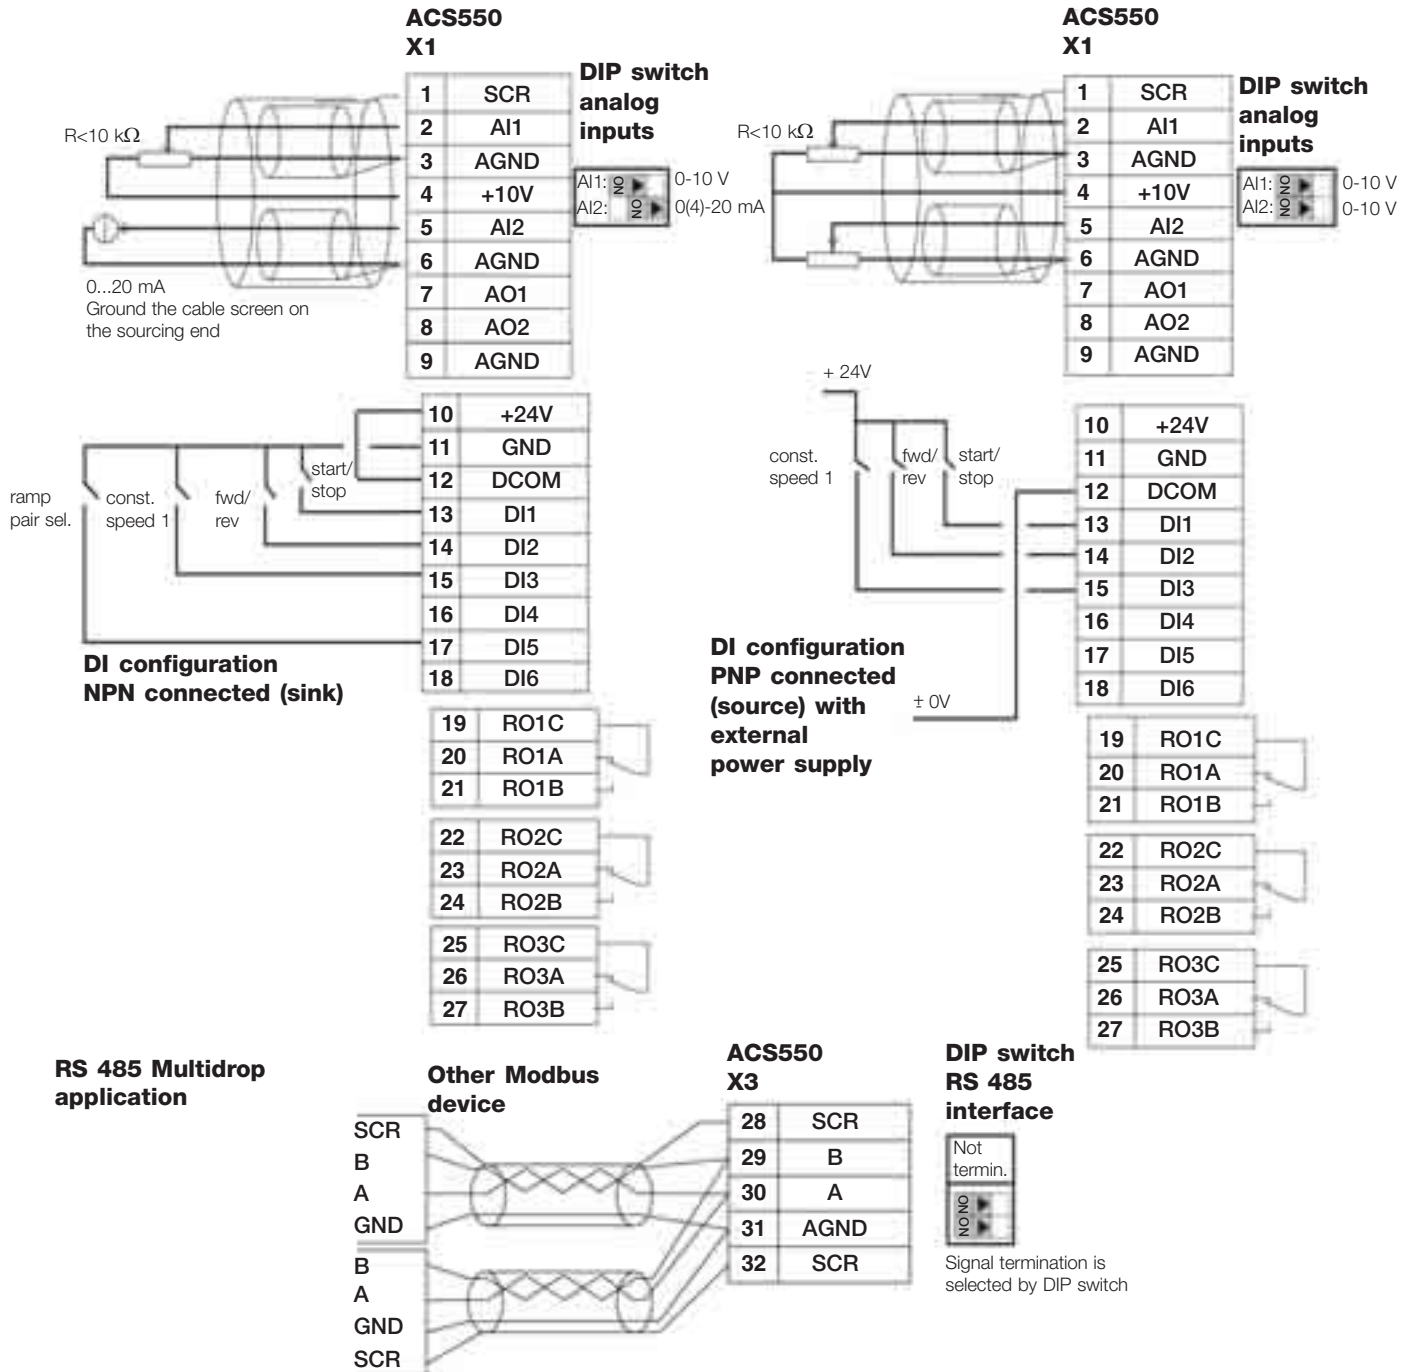 ACS550
X1
DIP switch
analog
inputs
R<10 kΩ
1 SCR
2 AI1
3 AGND
4 +10V
5 AI2
6 AGND
7 AO1
8 AO2
9 AGND
AI1: ON 0-10 V
AI2: ON 0(4)-20 mA
0...20 mA
Ground the cable screen on
the sourcing end
10 +24V
11 GND
12 DCOM
13 DI1
14 DI2
15 DI3
16 DI4
17 DI5
18 DI6
ramp
pair sel.
const.
speed 1
fwd/
rev
start/
stop
DI configuration
NPN connected (sink)
19 RO1C
20 RO1A
21 RO1B
22 RO2C
23 RO2A
24 RO2B
25 RO3C
26 RO3A
27 RO3B
ACS550
X1
DIP switch
analog
inputs
R<10 kΩ
1 SCR
2 AI1
3 AGND
4 +10V
5 AI2
6 AGND
7 AO1
8 AO2
9 AGND
AI1: ON 0-10 V
AI2: ON 0-10 V
+ 24V
const.
speed 1
fwd/
rev
start/
stop
10 +24V
11 GND
12 DCOM
13 DI1
14 DI2
15 DI3
16 DI4
17 DI5
18 DI6
DI configuration
PNP connected
(source) with
external
power supply
± 0V
19 RO1C
20 RO1A
21 RO1B
22 RO2C
23 RO2A
24 RO2B
25 RO3C
26 RO3A
27 RO3B
RS 485 Multidrop
application
Other Modbus
device
SCR
B
A
GND
B
A
GND
SCR
ACS550
X3
28 SCR
29 B
30 A
31 AGND
32 SCR
DIP switch
RS 485
interface
Not
termin.
ON ON
Signal termination is
selected by DIP switch